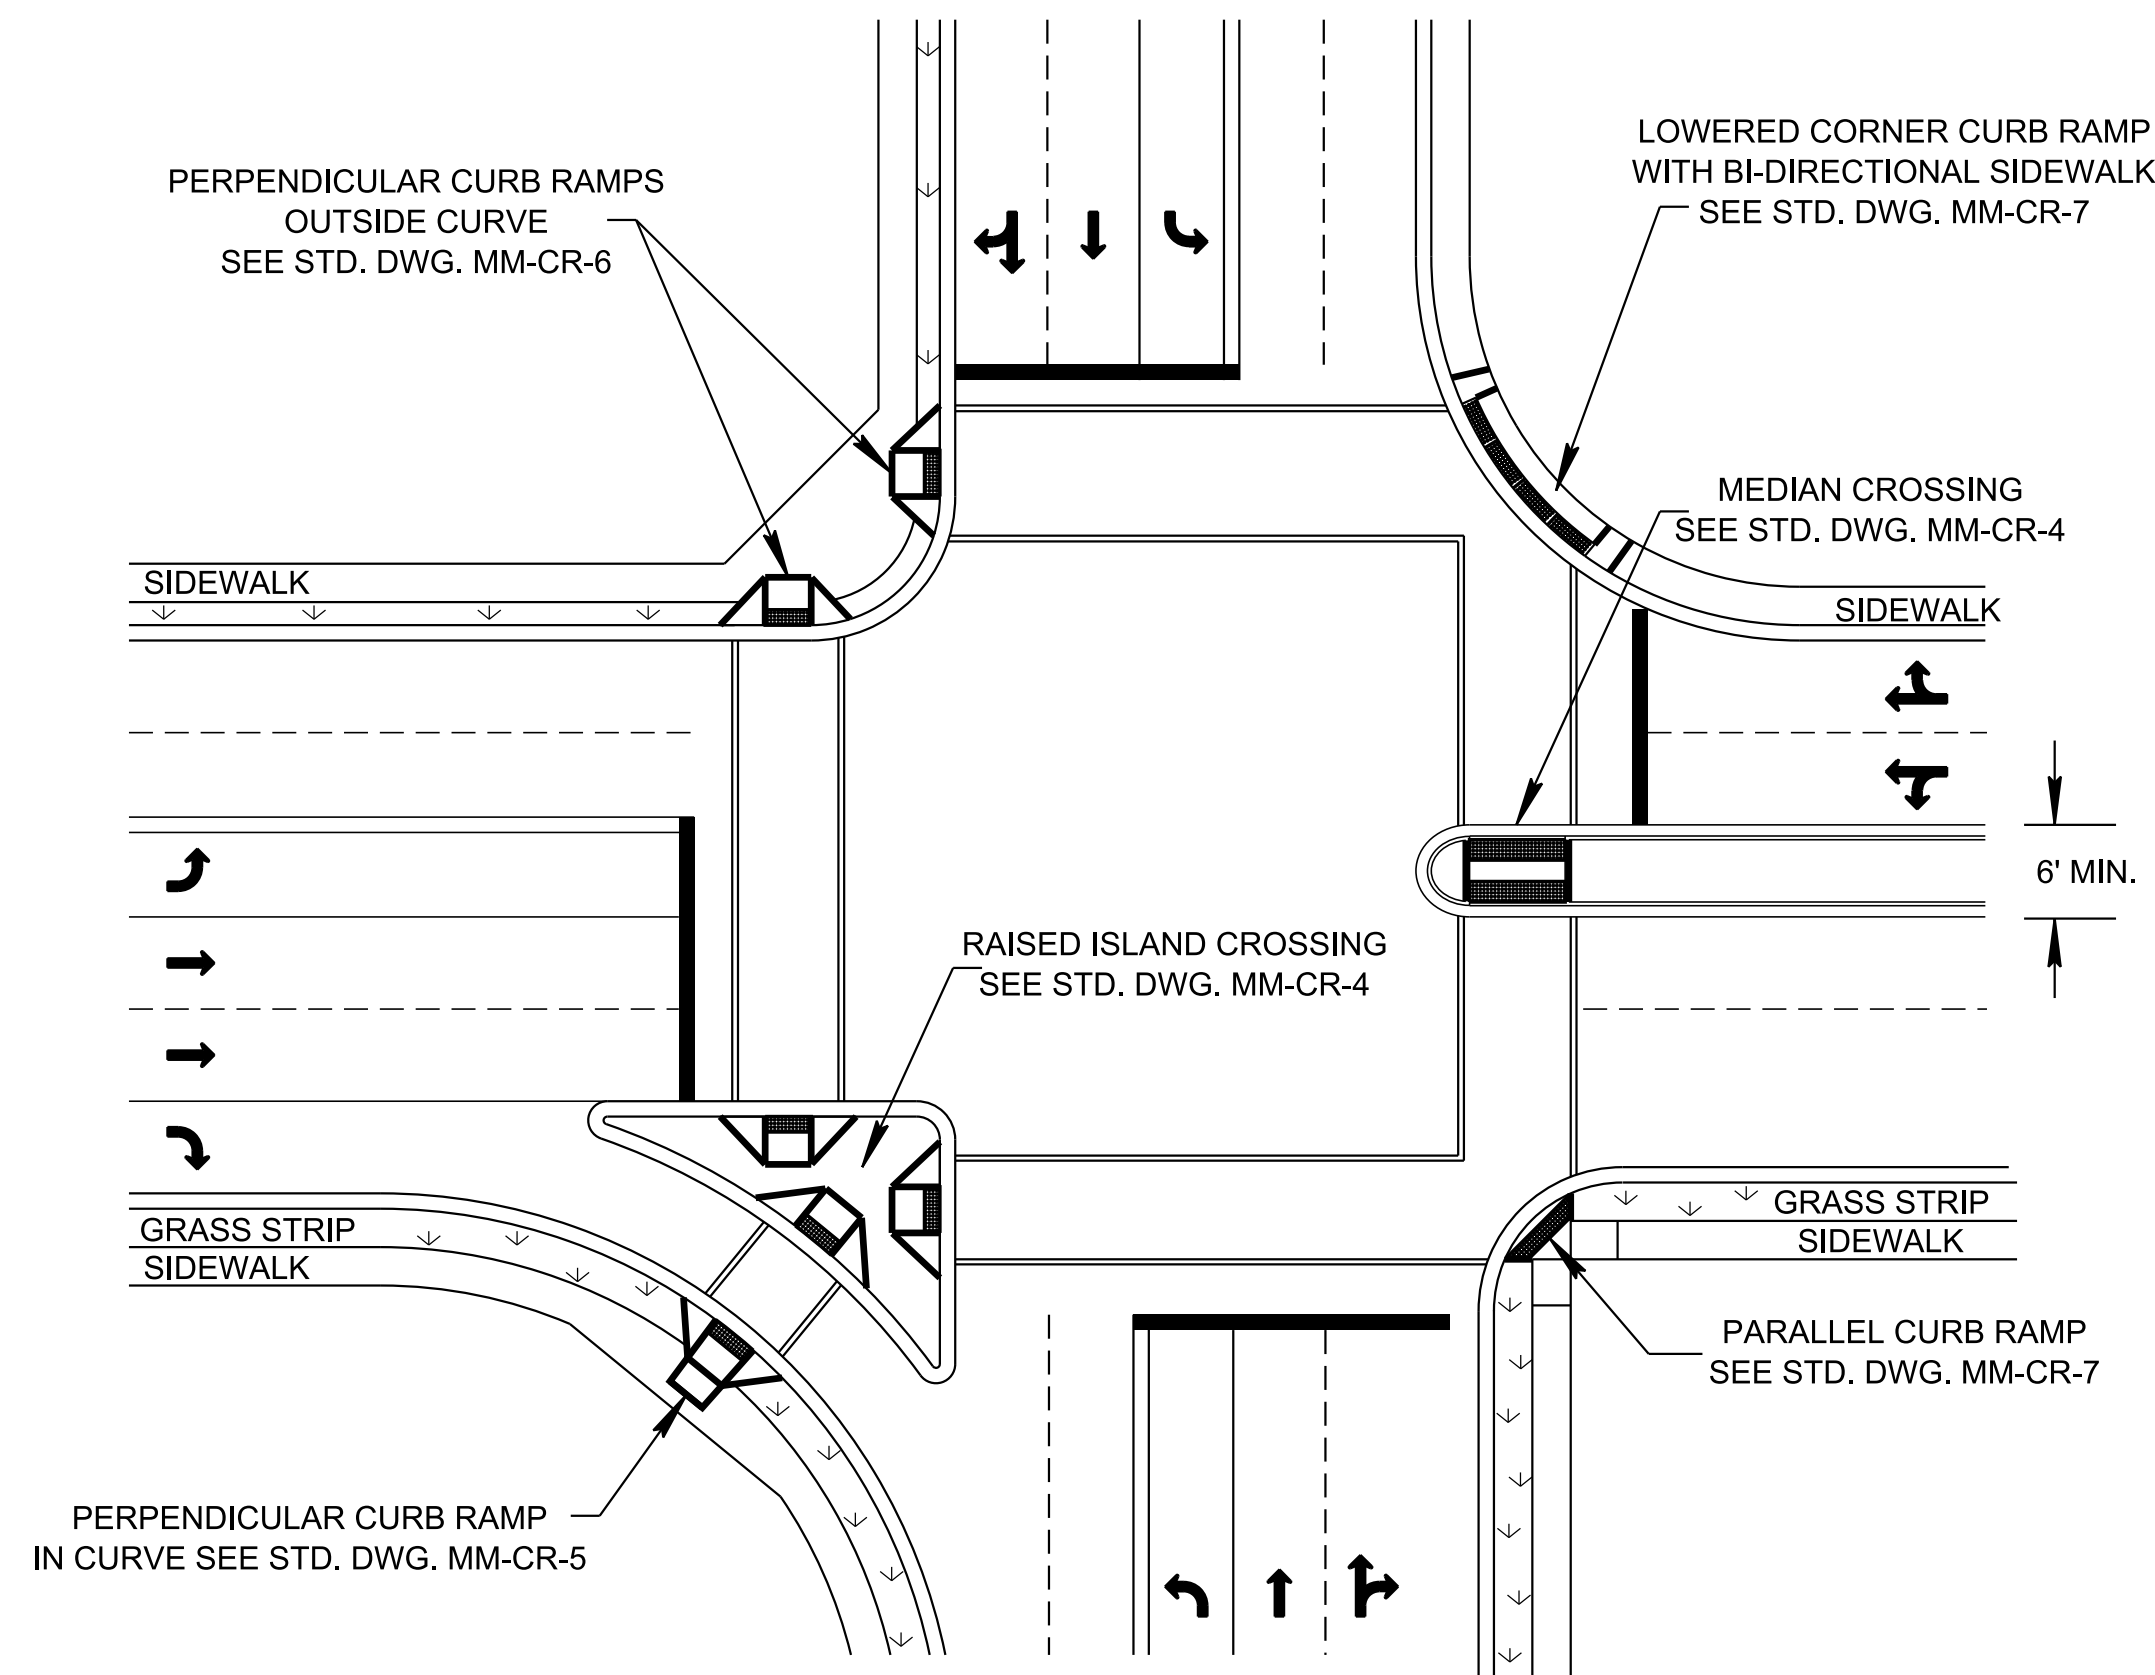 LOWERED CORNER CURB RAMP
WITH BI-DIRECTIONAL SIDEWALK
SEE STD. DWG. MM-CR-7
PERPENDICULAR CURB RAMPS
OUTSIDE CURVE
SEE STD. DWG. MM-CR-6
MEDIAN CROSSING
SEE STD. DWG. MM-CR-4
SIDEWALK
SIDEWALK
6' MIN.
RAISED ISLAND CROSSING
SEE STD. DWG. MM-CR-4
GRASS STRIP
SIDEWALK
GRASS STRIP
SIDEWALK
PARALLEL CURB RAMP
SEE STD. DWG. MM-CR-7
PERPENDICULAR CURB RAMP
IN CURVE SEE STD. DWG. MM-CR-5